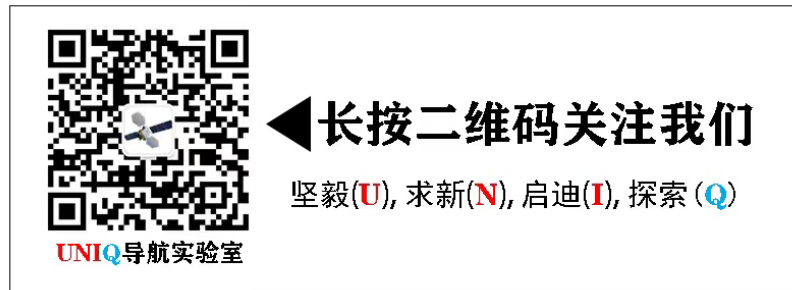 长按二维码关注我们
坚毅(U), 求新(N), 启迪(I), 探索（Q）
UNIQ导航实验室